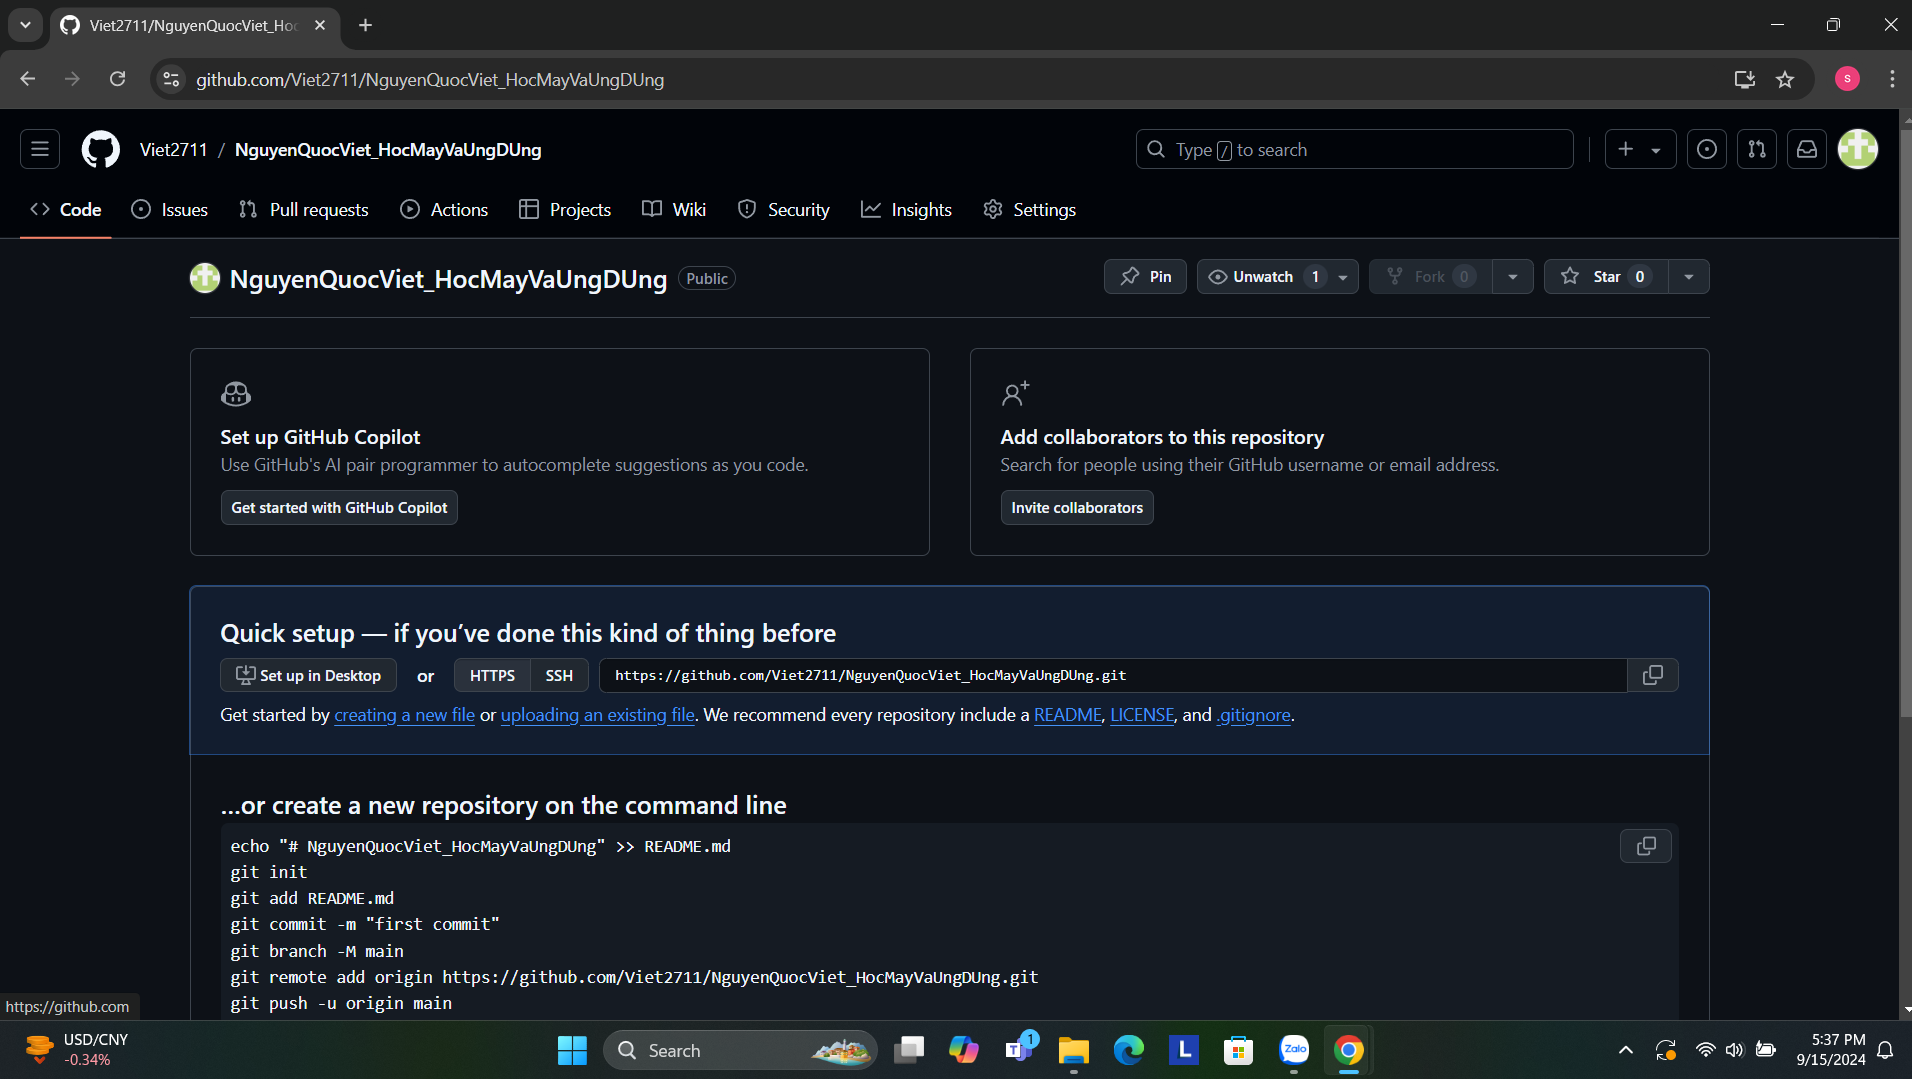 Viet2711/NguyenQuocViet_Hoc
github.com/Viet2711/NguyenQuocViet_HocMayVaUngDUng
S
Viet2711 / NguyenQuocViet_HocMayVaUngDUng
Type / to search
Code Issues Pull requests Actions Projects Wiki Security Insights Settings
NguyenQuocViet_HocMayVaUngDUng Public
Pin Unwatch 1 Fork 0 Star 0
Set up GitHub Copilot
Use GitHub's AI pair programmer to autocomplete suggestions as you code.
Get started with GitHub Copilot
Add collaborators to this repository
Search for people using their GitHub username or email address.
Invite collaborators
Quick setup — if you’ve done this kind of thing before
Set up in Desktop or HTTPS SSH https://github.com/Viet2711/NguyenQuocViet_HocMayVaUngDUng.git
Get started by creating a new file or uploading an existing file. We recommend every repository include a README, LICENSE, and .gitignore.
…or create a new repository on the command line
echo "# NguyenQuocViet_HocMayVaUngDUng" >> README.md
git init
git add README.md
git commit -m "first commit"
git branch -M main
git remote add origin https://github.com/Viet2711/NguyenQuocViet_HocMayVaUngDUng.git
git push -u origin main
https://github.com
USD/CNY
-0.34%
Search
T
1
L
Zalo
5:37 PM
9/15/2024